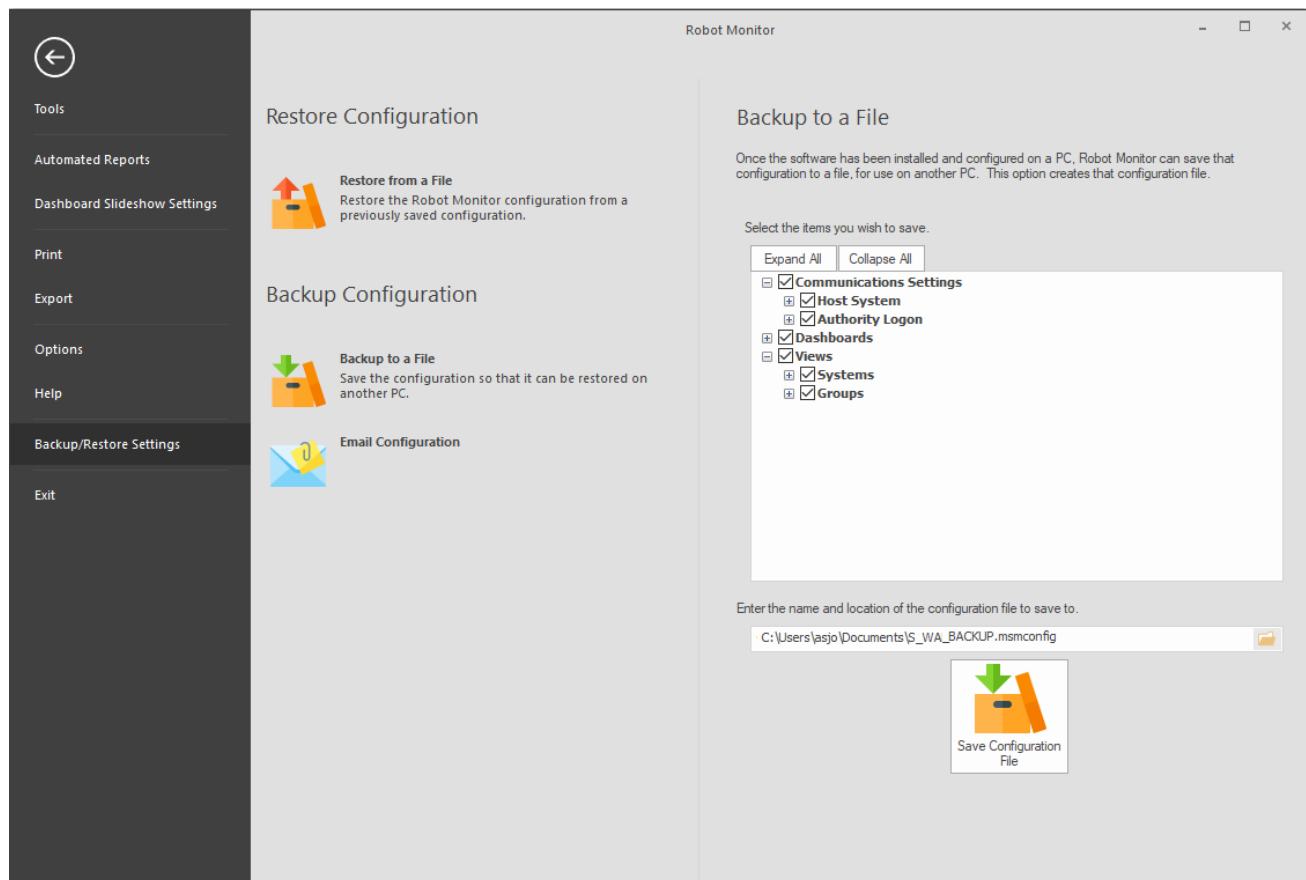 Robot Monitor
Tools
Automated Reports
Dashboard Slideshow Settings
Print
Export
Options
Help
Backup/Restore Settings
Exit
Restore Configuration
Restore from a File
Restore the Robot Monitor configuration from a
previously saved configuration.
Backup Configuration
Backup to a File
Save the configuration so that it can be restored on
another PC.
Email Configuration
Backup to a File
Once the software has been installed and configured on a PC, Robot Monitor can save that
configuration to a file, for use on another PC.  This option creates that configuration file.
Select the items you wish to save.
Expand All Collapse All
Communications Settings
Host System
Authority Logon
Dashboards
Views
Systems
Groups
Enter the name and location of the configuration file to save to.
C:\Users\asjo\Documents\S_WA_BACKUP.msmconfig
Save Configuration
File